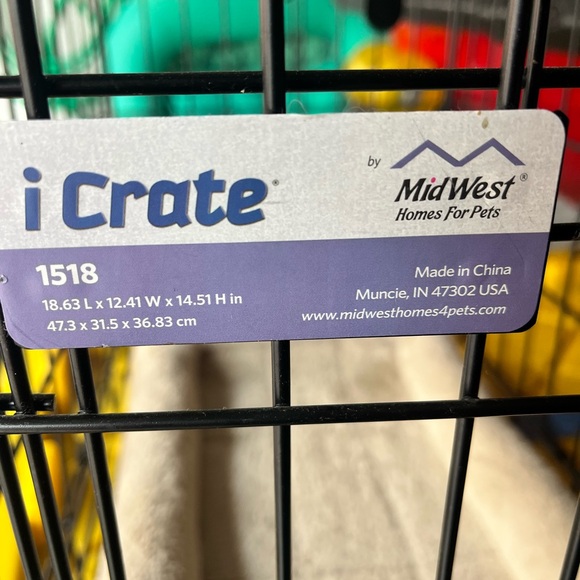 i Crate®
by
MidWest®
Homes For Pets
1518
18.63 L x 12.41 W x 14.51 H in
47.3 x 31.5 x 36.83 cm
Made in China
Muncie, IN 47302 USA
www.midwesthomes4pets.com